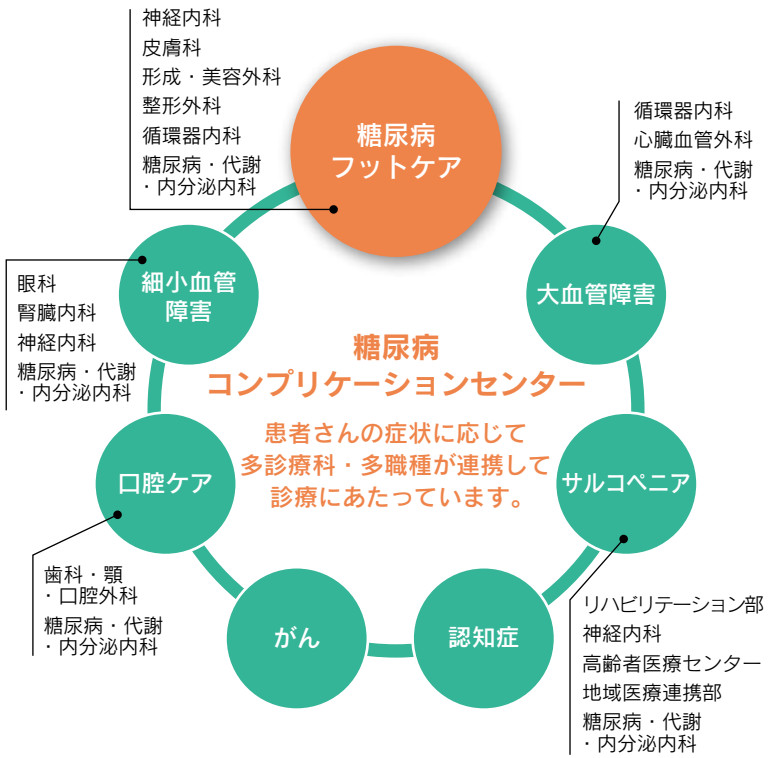 神経内科
皮膚科
形成・美容外科
整形外科
循環器内科
糖尿病・代謝
・内分泌内科
糖尿病
フットケア
循環器内科
心臓血管外科
糖尿病・代謝
・内分泌内科
細小血管
障害
大血管障害
眼科
腎臓内科
神経内科
糖尿病・代謝
・内分泌内科
糖尿病
コンプリケーションセンター
患者さんの症状に応じて
多診療科・多職種が連携して
診療にあたっています。
口腔ケア
サルコペニア
歯科・顎
・口腔外科
糖尿病・代謝
・内分泌内科
がん
認知症
リハビリテーション部
神経内科
高齢者医療センター
地域医療連携部
糖尿病・代謝
・内分泌内科